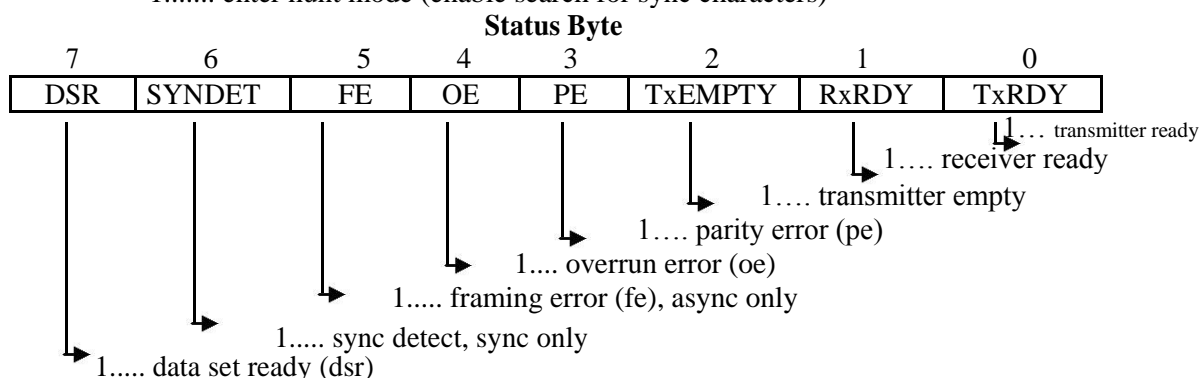 1....... enter hunt mode (enable search for sync characters)
Status Byte
7 6 5 4 3 2 1 0
DSR SYNDET FE OE PE TxEMPTY RxRDY TxRDY
1… transmitter ready
1…. receiver ready
1…. transmitter empty
1…. parity error (pe)
1.... overrun error (oe)
1..... framing error (fe), async only
1..... sync detect, sync only
1..... data set ready (dsr)